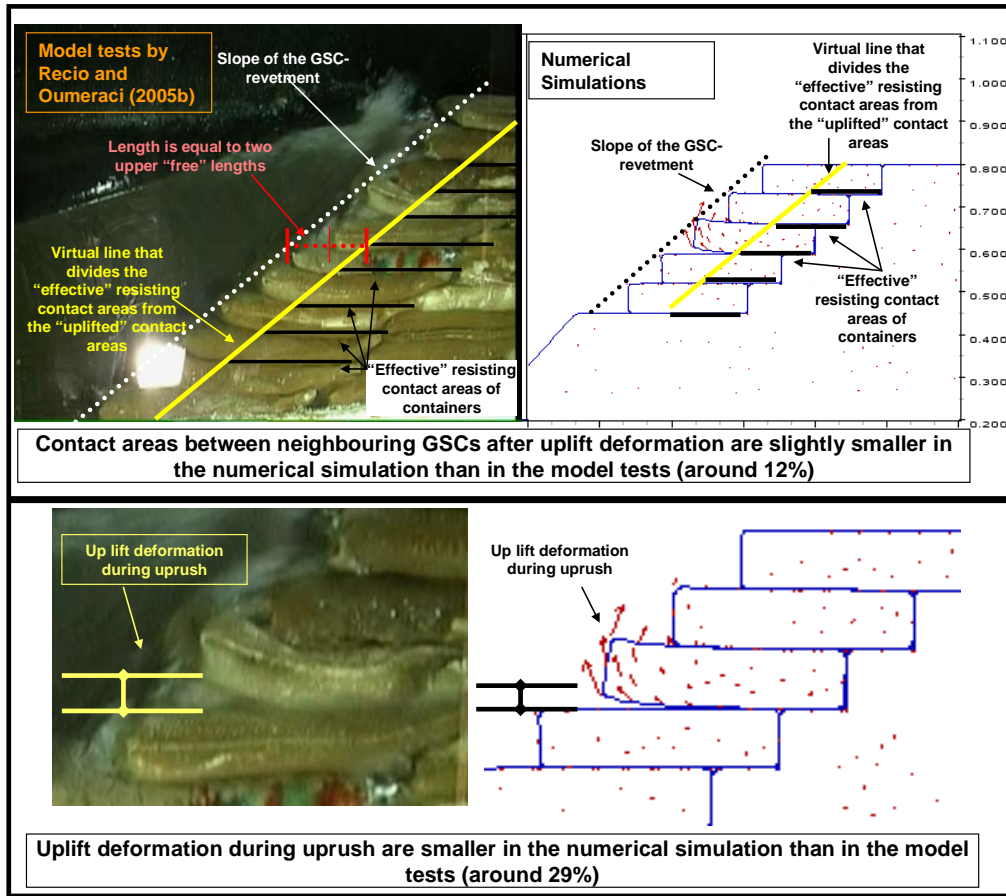 Model tests by
Recio and
Oumeraci (2005b)
Slope of the GSC-
revetment
Length is equal to two
upper “free” lengths
Virtual line that
divides the
“effective” resisting
contact areas from
the “uplifted” contact
areas
“Effective” resisting
contact areas of
containers
Numerical
Simulations
Virtual line that
divides the
“effective” resisting
contact areas from
the “uplifted” contact
areas
Slope of the GSC-
revetment
“Effective”
resisting contact
areas of
containers
1.100
1.000
0.900
0.800
0.700
0.600
0.500
0.400
0.300
0.200
Contact areas between neighbouring GSCs after uplift deformation are slightly smaller in
the numerical simulation than in the model tests (around 12%)
Up lift deformation
during uprush
Up lift deformation
during uprush
Uplift deformation during uprush are smaller in the numerical simulation than in the model
tests (around 29%)